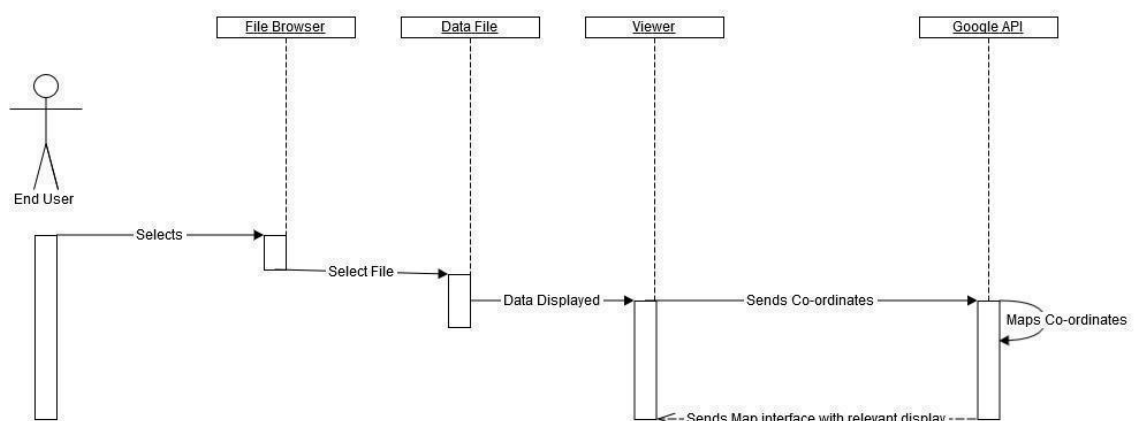 File Browser
Data File
Viewer
Google API
End User
Selects
Select File
Data Displayed
Sends Co-ordinates
Maps Co-ordinates
Sends Map interface with relevant display